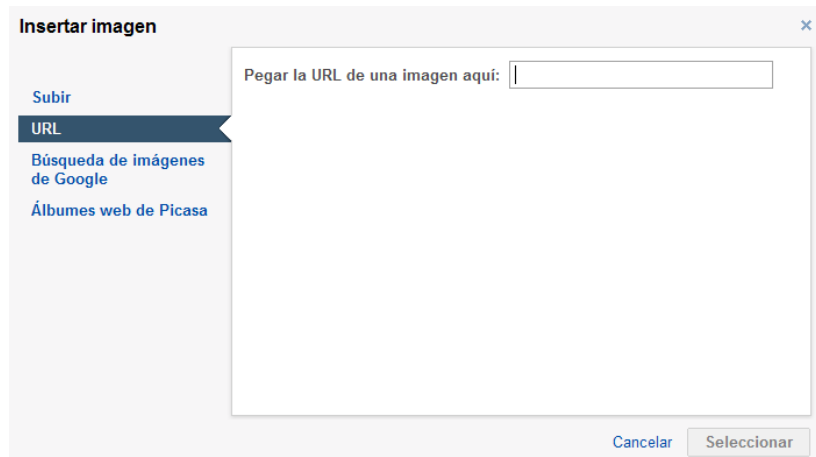 Insertar imagen
Pegar la URL de una imagen aquí:
Subir
URL
Búsqueda de imágenes
de Google
Álbumes web de Picasa
Cancelar
Seleccionar